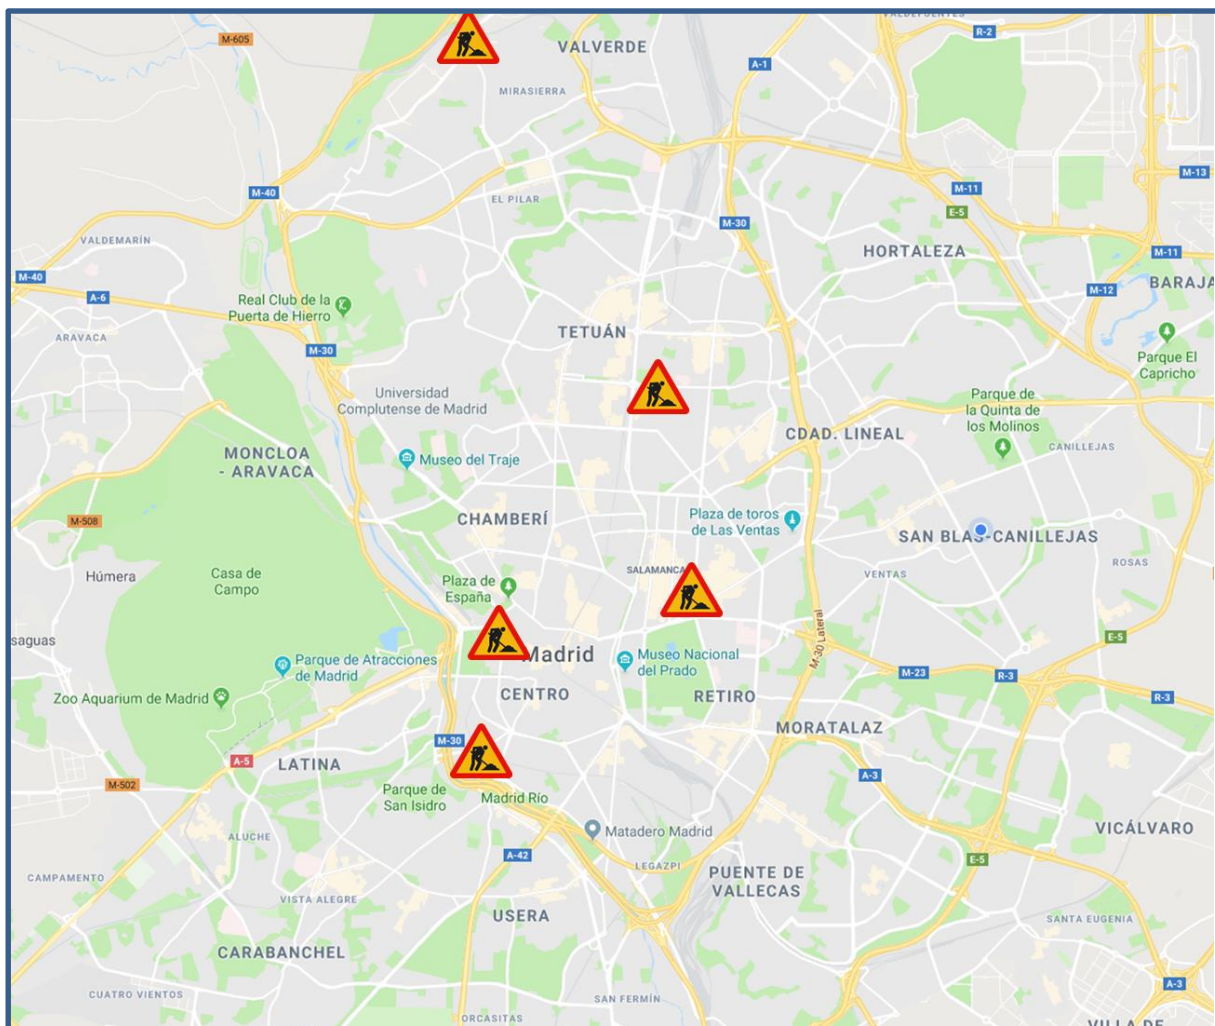 VALDEFUENTES
R-2
M-605
VALVERDE
A-1
MIRASIERRA
M-40
M-11
M-13
EL PILAR
E-5
M-30
VALDEMARÍN
HORTALEZA
M-11
M-40
A-6
M-12
BARAJA
Real Club de la
Puerta de Hierro
ARAVACA
TETUÁN
M-30
Parque El
Capricho
Universidad
Complutense de Madrid
Parque de
la Quinta de
los Molinos
MONCLOA
- ARAVACA
Museo del Traje
CDAD. LINEAL
CANILLEJAS
M-508
CHAMBERÍ
Plaza de toros
de Las Ventas
SAN BLAS-CANILLEJAS
Húmera
Casa de
Campo
Plaza de
España
SALAMANCA
VENTAS
ROSAS
saguas
M-30 Lateral
E-5
Parque de Atracciones
de Madrid
Madrid
Museo Nacional
del Prado
M-23
R-3
R-3
Zoo Aquarium de Madrid
CENTRO
RETIRO
MORATALAZ
M-30
A-5
LATINA
A-3
M-502
Parque de
San Isidro
Madrid Río
ALUCHE
Matadero Madrid
VICÁLVARO
A-42
LEGAZPI
E-5
CAMPAMENTO
PUENTE DE
VALLECAS
VISTA ALEGRE
USERA
SANTA EUGENIA
CARABANCHEL
A-3
CUATRO VIENTOS
SAN FERMÍN
ORCASITAS
VILLA DE